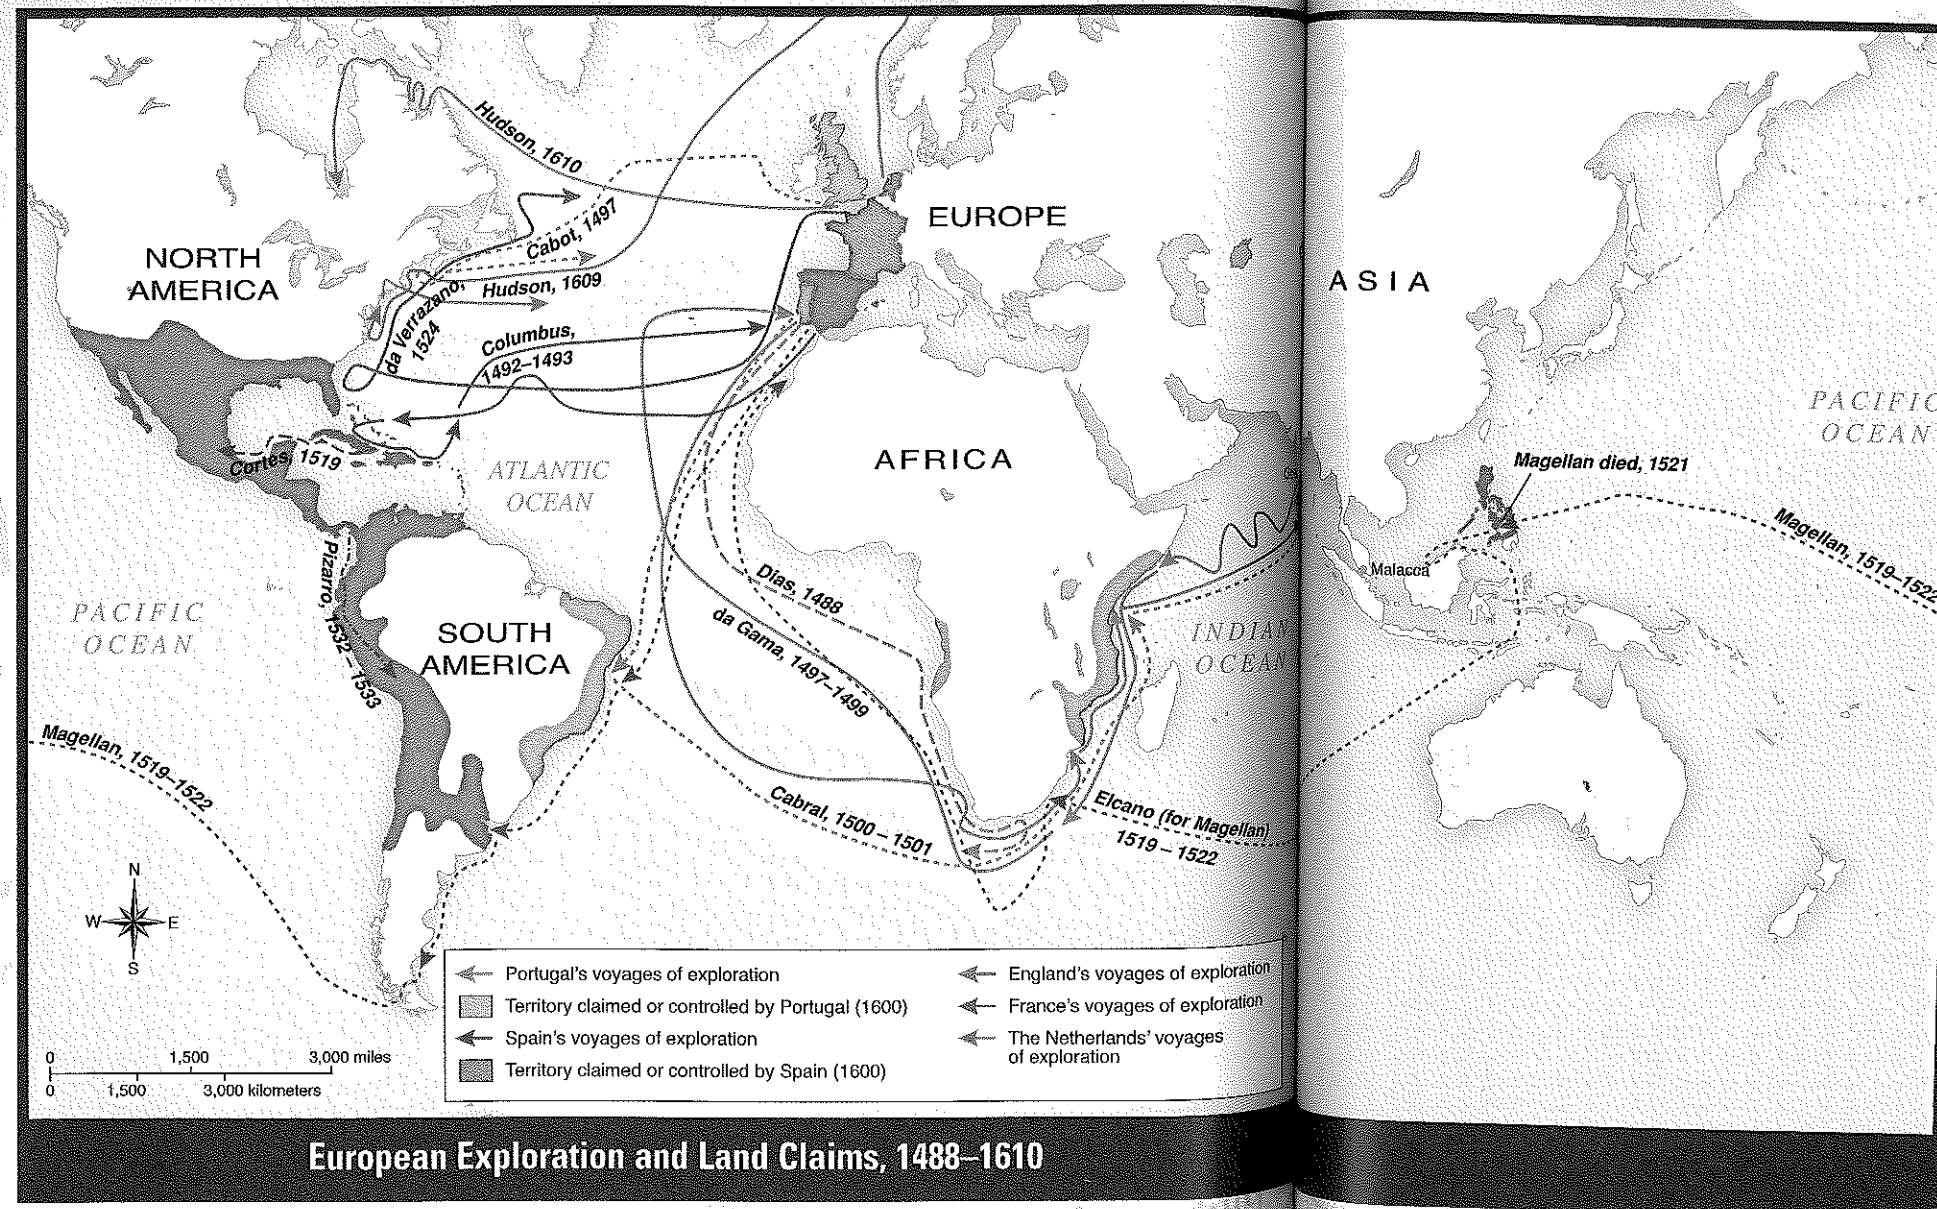 Hudson, 1610
Cabot, 1497
EUROPE
NORTH
AMERICA
Hudson, 1609
da Verrazano,
1524
Columbus,
1492–1493
ASIA
PACIFIC
OCEAN
Cortes, 1519
ATLANTIC
OCEAN
AFRICA
Magellan died, 1521
Magellan, 1519–1522
Malacca
Pizarro, 1532–1533
Dias, 1488
da Gama, 1497–1499
PACIFIC
OCEAN
SOUTH
AMERICA
INDIAN
OCEAN
Magellan, 1519–1522
Cabral, 1500–1501
Elcano (for Magellan)
1519–1522
N
W
E
S
Portugal's voyages of exploration
Territory claimed or controlled by Portugal (1600)
Spain's voyages of exploration
Territory claimed or controlled by Spain (1600)
England's voyages of exploration
France's voyages of exploration
The Netherlands' voyages
of exploration
0 1,500 3,000 miles
0 1,500 3,000 kilometers
European Exploration and Land Claims, 1488–1610